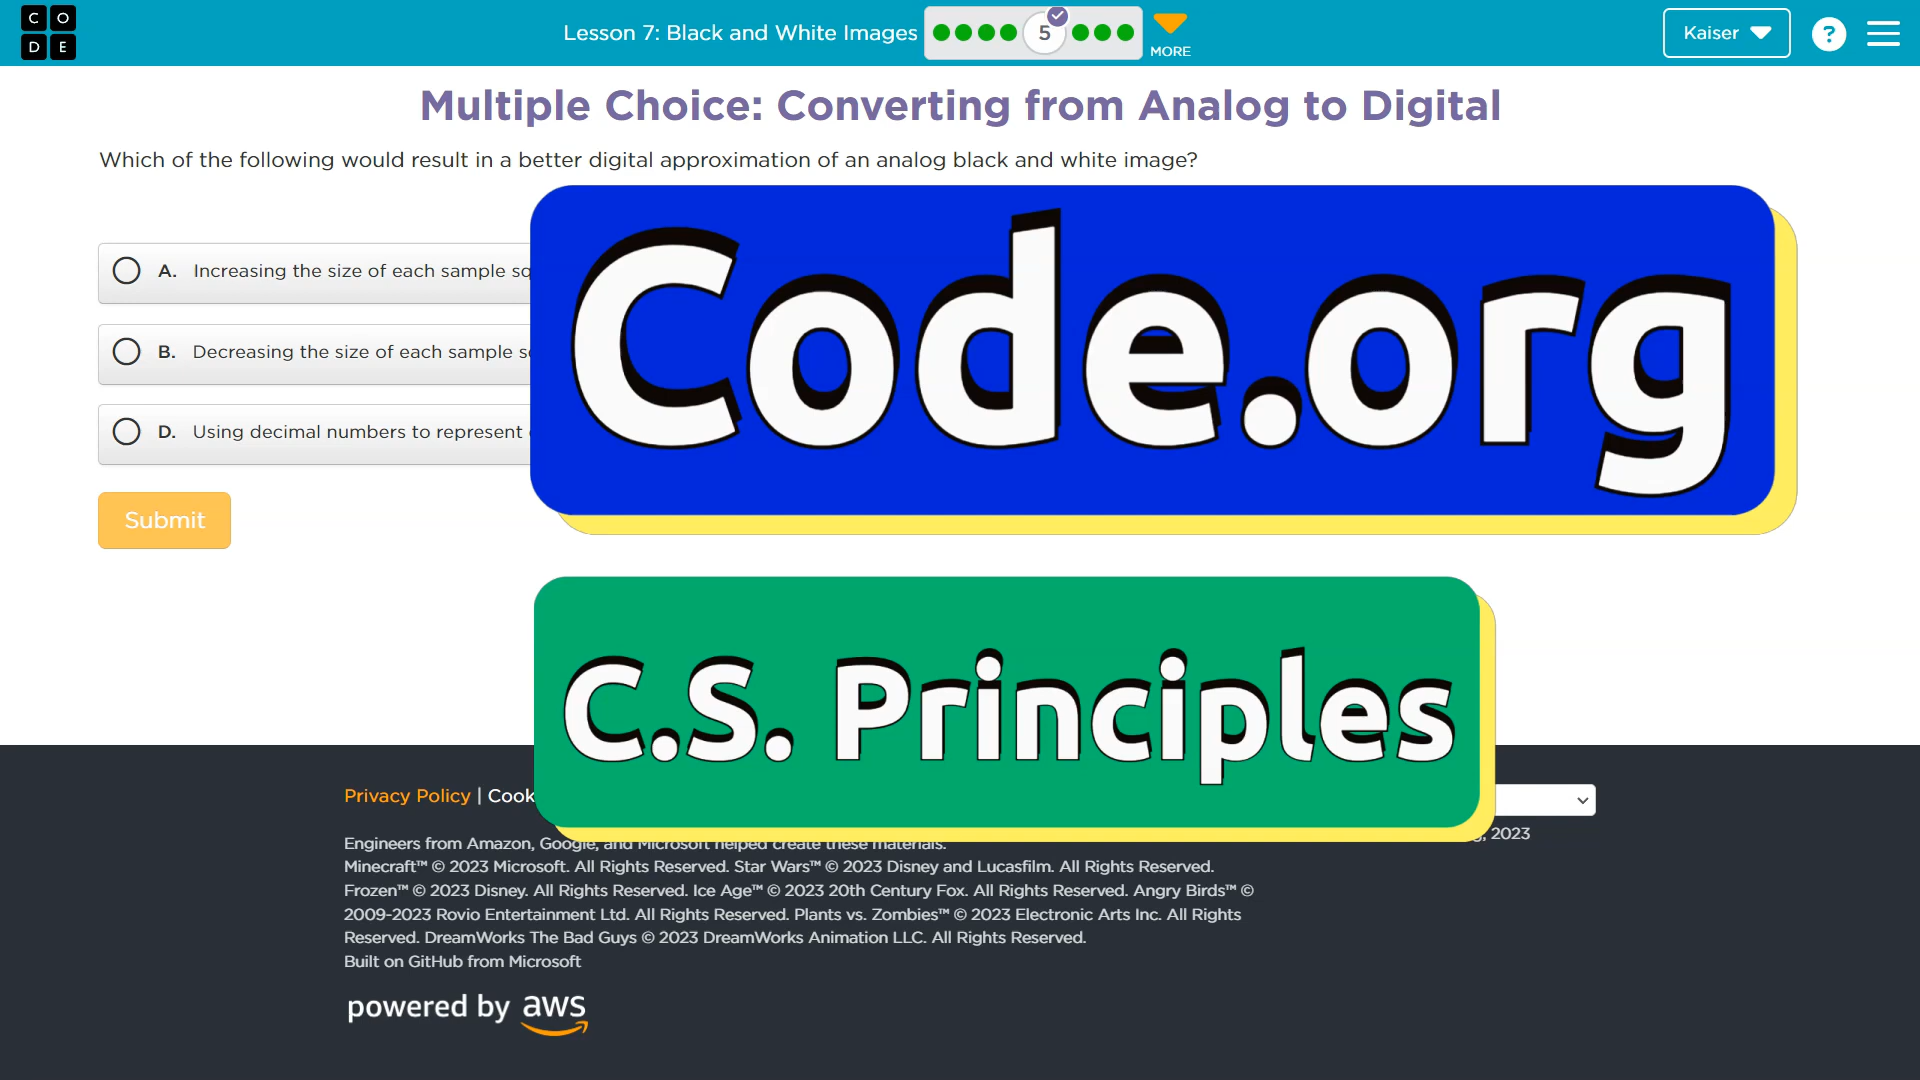 CODE
Lesson 7: Black and White Images
5
MORE
Kaiser
?
Multiple Choice: Converting from Analog to Digital
Which of the following would result in a better digital approximation of an analog black and white image?
A. Increasing the size of each sample
B. Decreasing the size of each sample
D. Using decimal numbers to represent
Submit
Code.org
C.S. Principles
Privacy Policy |
2023
Engineers from Amazon, Google, and Microsoft helped create these materials.
Minecraft™ © 2023 Microsoft. All Rights Reserved. Star Wars™ © 2023 Disney and Lucasfilm. All Rights Reserved.
Frozen™ © 2023 Disney. All Rights Reserved. Ice Age™ © 2023 20th Century Fox. All Rights Reserved. Angry Birds™ ©
2009-2023 Rovio Entertainment Ltd. All Rights Reserved. Plants vs. Zombies™ © 2023 Electronic Arts Inc. All Rights
Reserved. DreamWorks The Bad Guys © 2023 DreamWorks Animation LLC. All Rights Reserved.
Built on GitHub from Microsoft
powered by aws